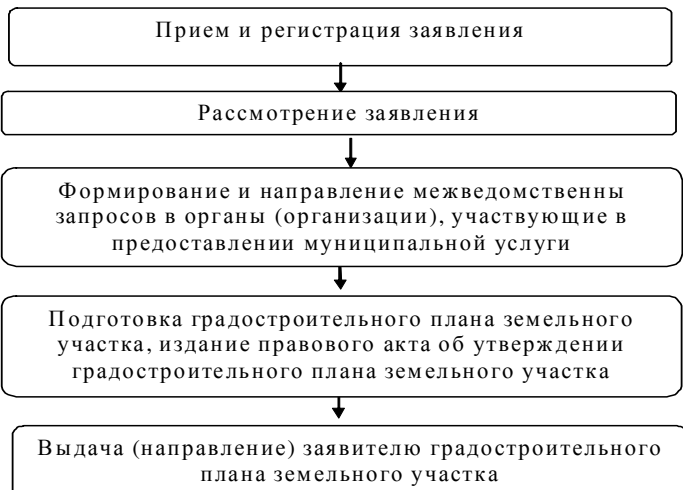 Прием и регистрация заявления
Рассмотрение заявления
Формирование и направление межведомственны
запросов в органы (организации), участвующие в
предоставлении муниципальной услуги
Подготовка градостроительного плана земельного
участка, издание правового акта об утверждении
градостроительного плана земельного участка
Выдача (направление) заявителю градостроительного
плана земельного участка